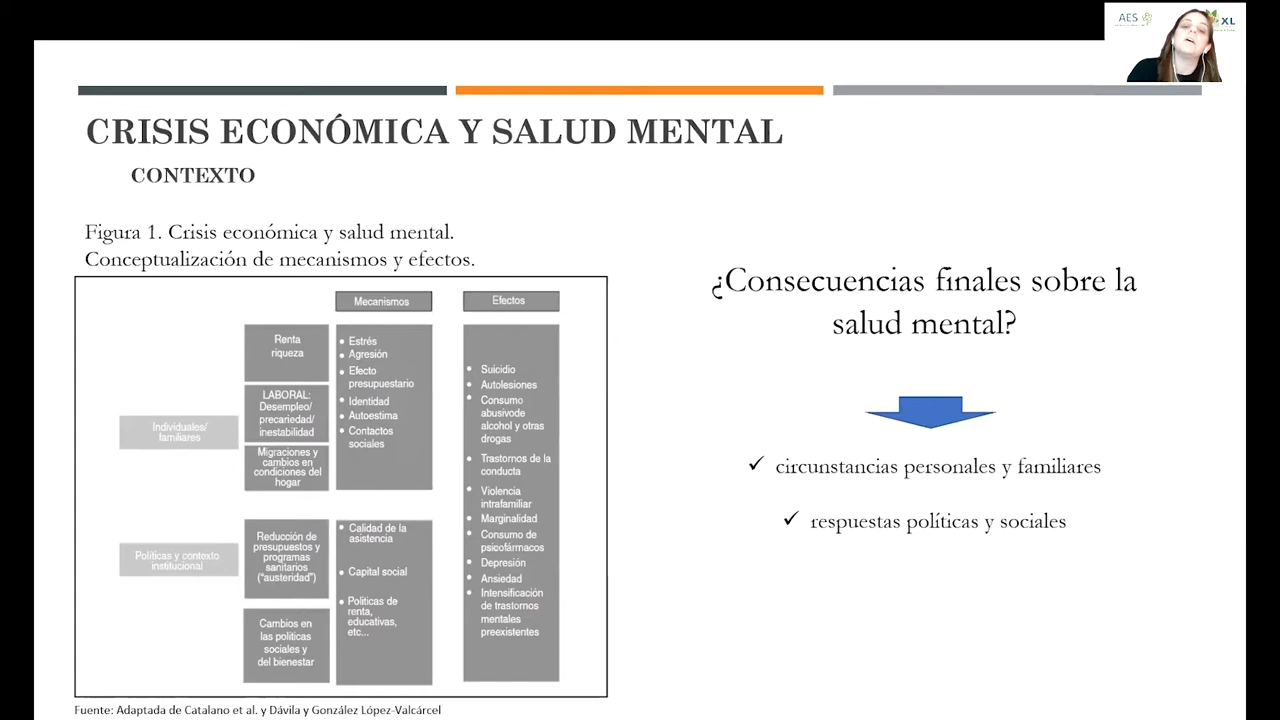 AES
XL
CRISIS ECONÓMICA Y SALUD MENTAL
CONTEXTO
Figura 1. Crisis económica y salud mental.
Conceptualización de mecanismos y efectos.
Mecanismos
Efectos
Individuales/
familiares
Renta
riqueza
LABORAL:
Desempleo/
precariedad/
inestabilidad
Migraciones y
cambios en
condiciones del
hogar
• Estrés
• Agresión
• Efecto
presupuestario
• Identidad
• Autoestima
• Contactos
sociales
Políticas y contexto
institucional
Reducción de
presupuestos y
programas
sanitarios
("austeridad")
Cambios en
las políticas
sociales y
del bienestar
• Calidad de la
asistencia
• Capital social
• Políticas de
renta,
educativas,
etc...
• Suicidio
• Autolesiones
• Consumo
abusivode
alcohol y otras
drogas
• Trastornos de la
conducta
• Violencia
intrafamiliar
• Marginalidad
• Consumo de
psicofármacos
• Depresión
• Ansiedad
• Intensificación
de trastornos
mentales
preexistentes
Fuente: Adaptada de Catalano et al. y Dávila y González López-Valcárcel
¿Consecuencias finales sobre la
salud mental?
✓ circunstancias personales y familiares
✓ respuestas políticas y sociales